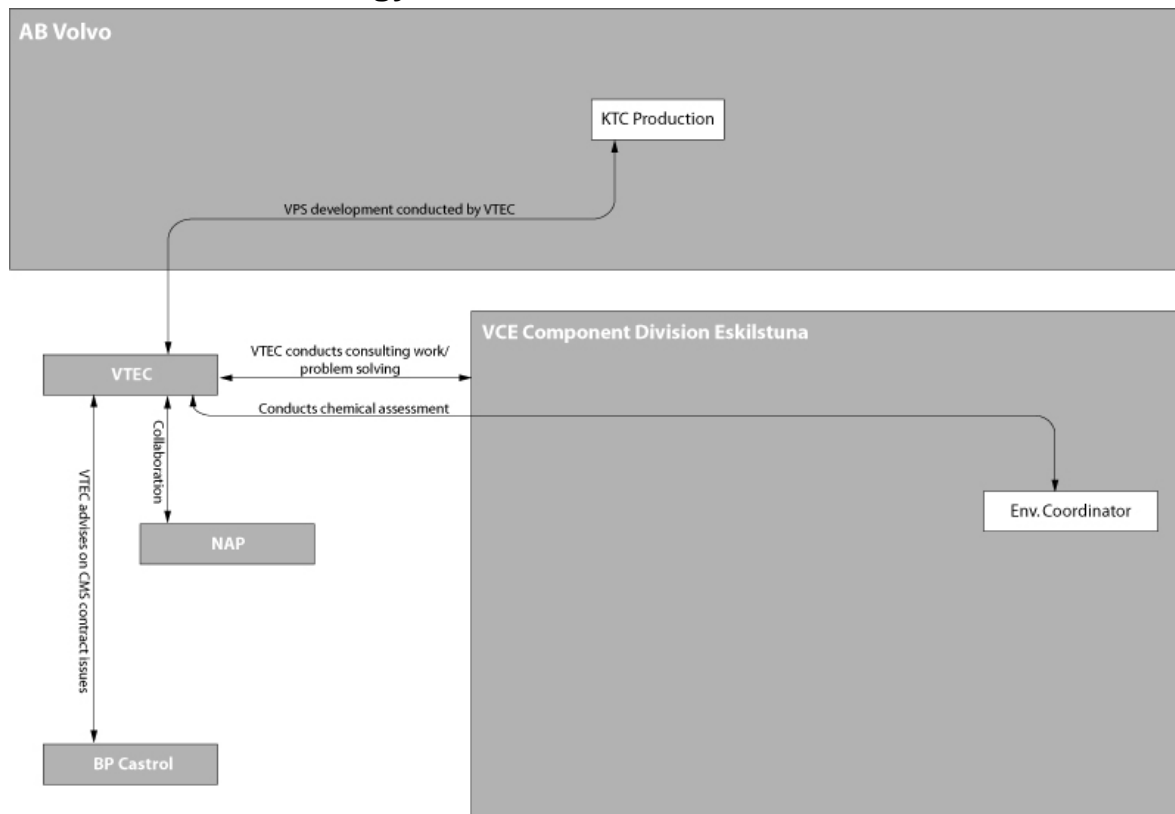 AB Volvo
KTC Production
VPS development conducted by VTEC
VCE Component Division Eskilstuna
VTEC conducts consulting work/
problem solving
VTEC
Conducts chemical assessment
Collaboration
VTEC advises on CMS contract issues
Env. Coordinator
NAP
BP Castrol